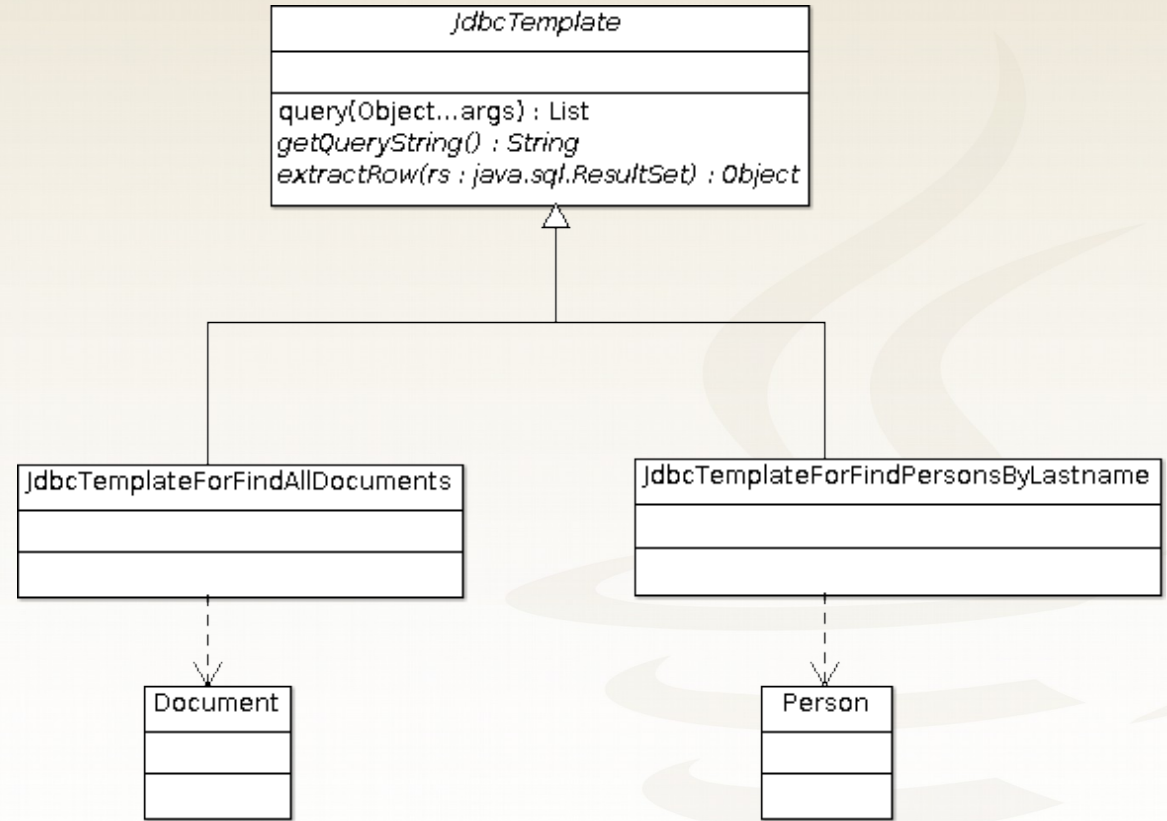 JdbcTemplate
query(Object...args) : List
getQueryString() : String
extractRow(rs : java.sql.ResultSet) : Object
JdbcTemplateForFindAllDocuments
JdbcTemplateForFindPersonsByLastname
Document
Person